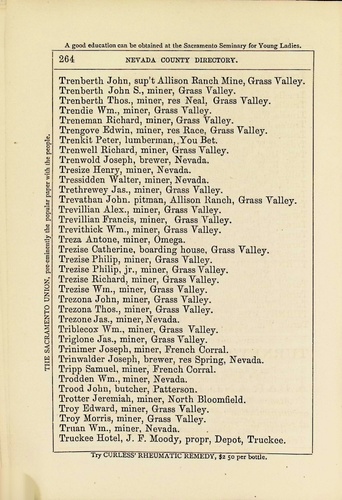 A good education can be obtained at the Sacramento Seminary for Young Ladies.
264 NEVADA COUNTY DIRECTORY.
Trenberth John, sup't Allison Ranch Mine, Grass Valley.
Trenberth John S., miner, Grass Valley.
Trenberth Thos., miner, res Neal, Grass Valley.
Trendie Wm., miner, Grass Valley.
Treneman Richard, miner, Grass Valley.
Trengove Edwin, miner, res Race, Grass Valley.
Trenkit Peter, lumberman, You Bet.
Trenwell Richard, miner, Grass Valley.
Trenwold Joseph, brewer, Nevada.
Tresize Henry, miner, Nevada.
Tressidden Walter, miner, Nevada.
Trethrewey Jas., miner, Grass Valley.
Trevathan John. pitman, Allison Ranch, Grass Valley.
Trevillian Alex., miner, Grass Valley.
Trevillian Francis, miner, Grass Valley.
Trevithick Wm., miner, Grass Valley.
Treza Antone, miner, Omega.
Trezise Catherine, boarding house, Grass Valley.
Trezise Philip, miner, Grass Valley.
Trezise Philip, jr., miner, Grass Valley.
Trezise Richard, miner, Grass Valley.
Trezise Wm., miner, Grass Valley.
Trezona John, miner, Grass Valley.
Trezona Thos., miner, Grass Valley.
Trezone Jas., miner, Nevada.
Triblecox Wm., miner, Grass Valley.
Triglone Jas., miner, Grass Valley.
Trinimer Joseph, miner, French Corral.
Trinwalder Joseph, brewer, res Spring, Nevada.
Tripp Samuel, miner, French Corral.
Trodden Wm., miner, Nevada.
Trood John, butcher, Patterson.
Trotter Jeremiah, miner, North Bloomfield.
Troy Edward, miner, Grass Valley.
Troy Morris, miner, Grass Valley.
Truan Wm., miner, Nevada.
Truckee Hotel, J. F. Moody, propr, Depot, Truckee.
Try CURLESS' RHEUMATIC REMEDY, $2 50 per bottle.
THE SACRAMENTO UNION, pre-eminently the popular paper with the people.